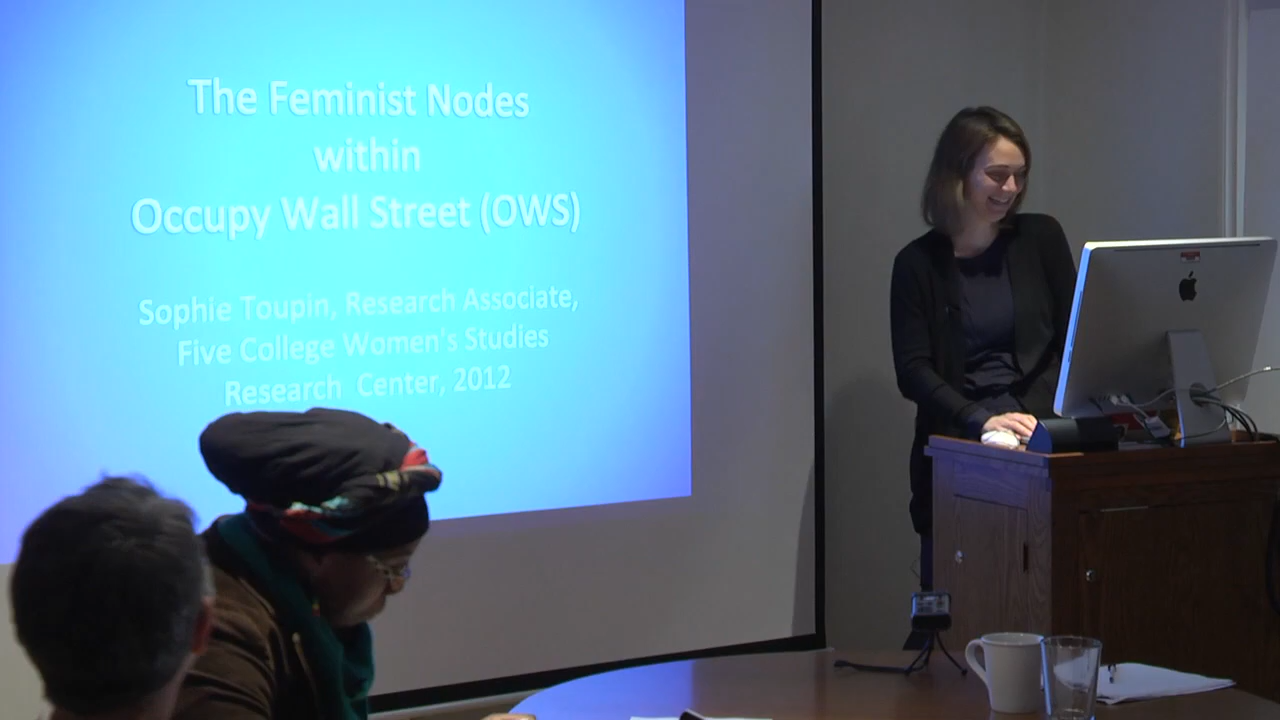 The Feminist Nodes
within
Occupy Wall Street (OWS)
Sophie Toupin, Research Associate,
Five College Women's Studies
Research Center, 2012